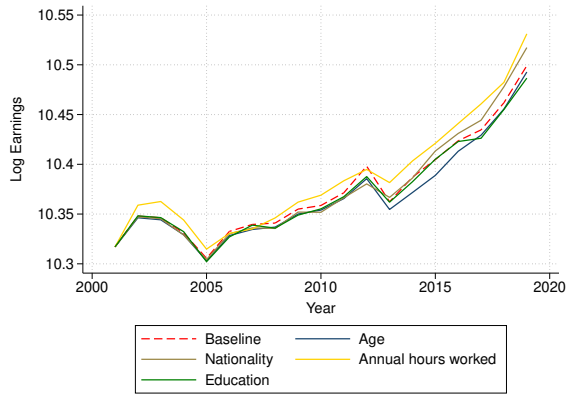 10.55
10.5
10.45
10.4
10.35
10.3
Log Earnings
2000 2005 2010 2015 2020
Year
Baseline Age
Nationality Annual hours worked
Education